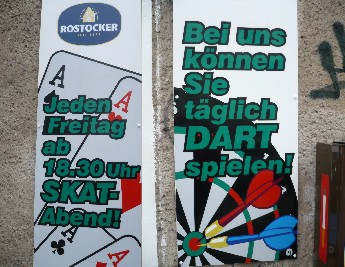 ROSTOCKER
Jeden
Freitag
ab
18.30 Uhr
SKAT-
Abend!
Bei uns
können
Sie
täglich
DART
spielen!